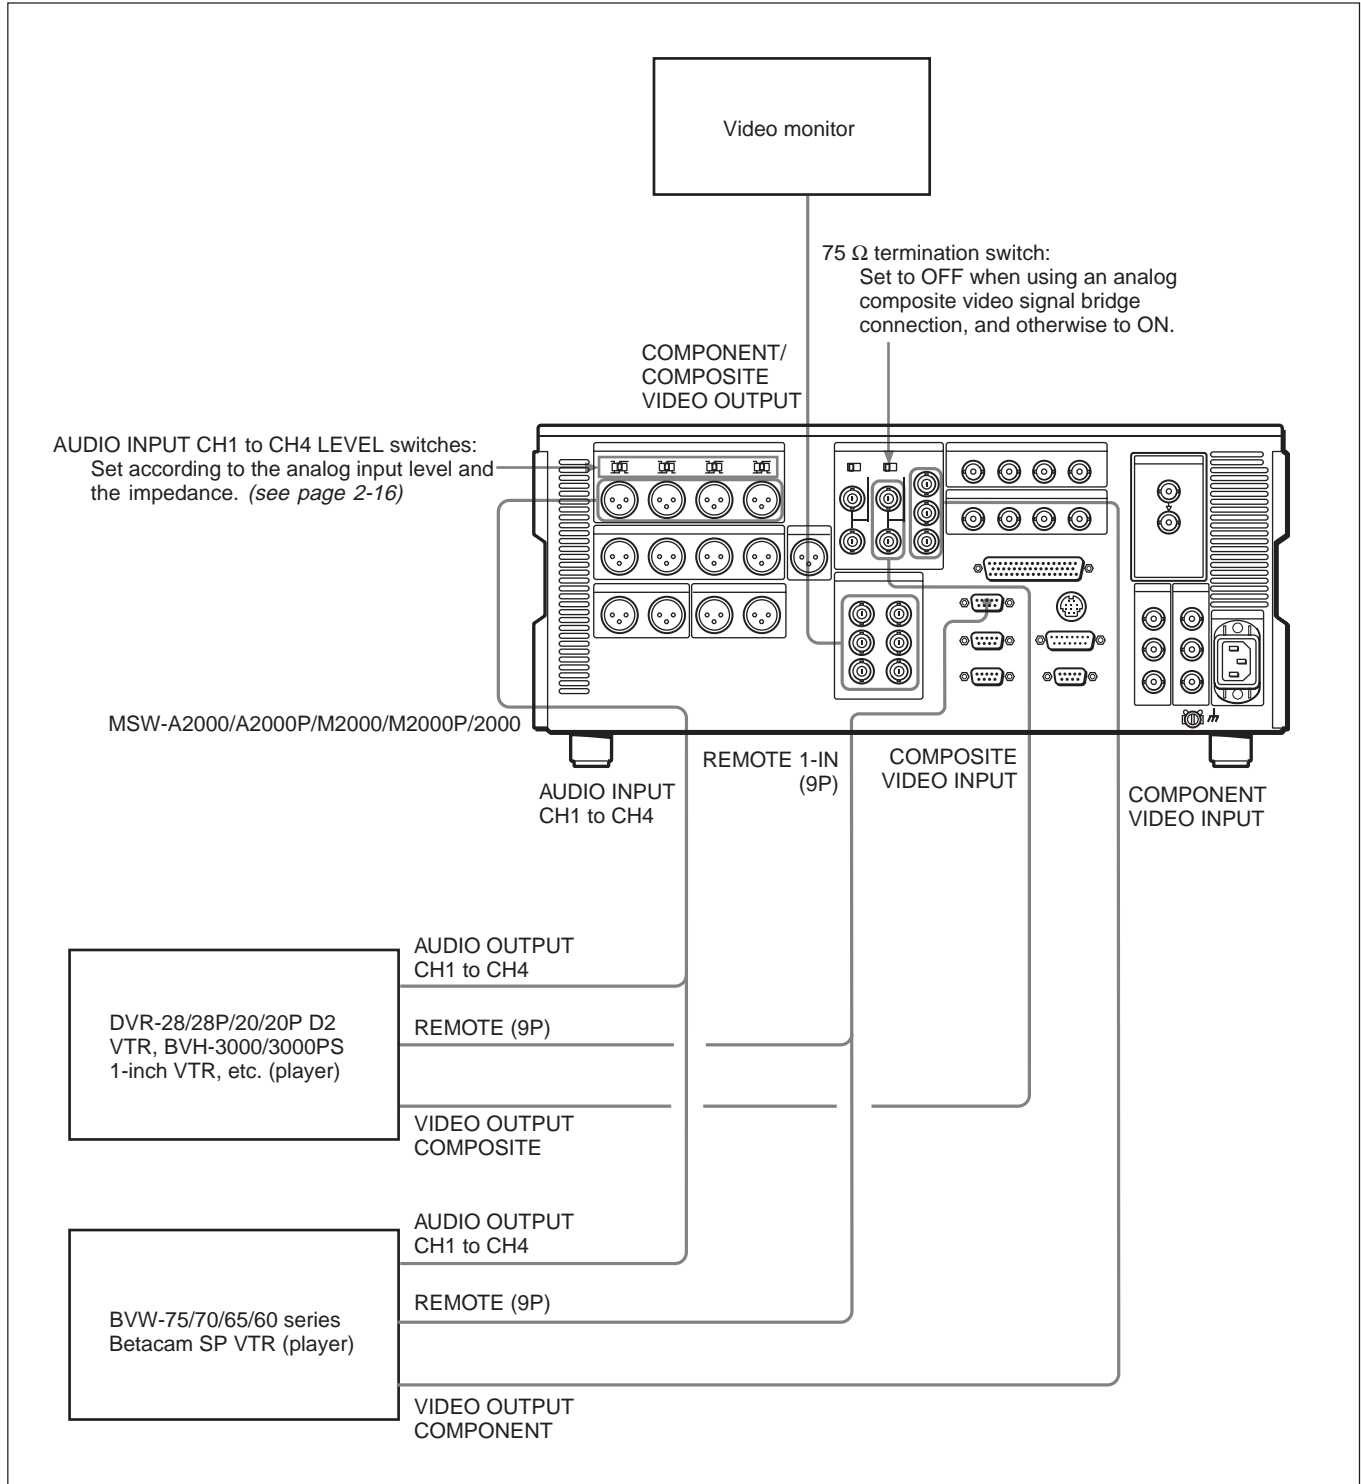 Video monitor
75 Ω termination switch:
Set to OFF when using an analog
composite video signal bridge
connection, and otherwise to ON.
COMPONENT/
COMPOSITE
VIDEO OUTPUT
AUDIO INPUT CH1 to CH4 LEVEL switches:
Set according to the analog input level and
the impedance. (see page 2-16)
MSW-A2000/A2000P/M2000/M2000P/2000
AUDIO INPUT
CH1 to CH4
REMOTE 1-IN
(9P)
COMPOSITE
VIDEO INPUT
COMPONENT
VIDEO INPUT
DVR-28/28P/20/20P D2
VTR, BVH-3000/3000PS
1-inch VTR, etc. (player)
AUDIO OUTPUT
CH1 to CH4
REMOTE (9P)
VIDEO OUTPUT
COMPOSITE
BVW-75/70/65/60 series
Betacam SP VTR (player)
AUDIO OUTPUT
CH1 to CH4
REMOTE (9P)
VIDEO OUTPUT
COMPONENT